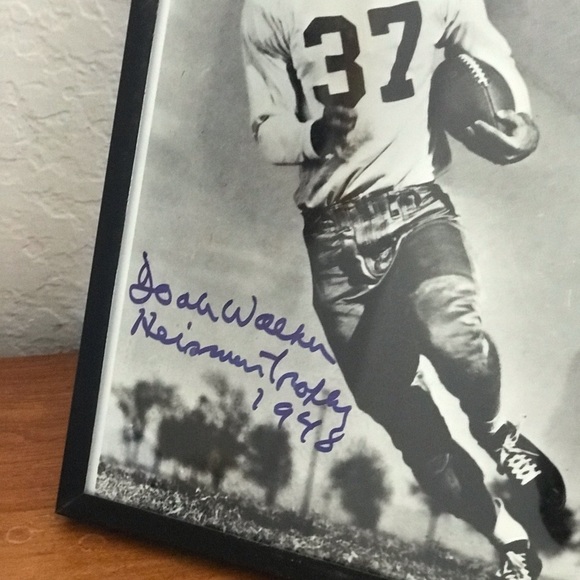 37
Doak Walker
Heisman Trophy
1948